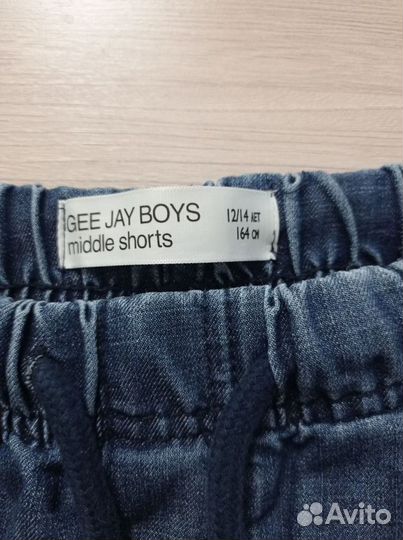 GEE JAY BOYS
middle shorts
12/14 ЛЕТ
164 СМ
Avito